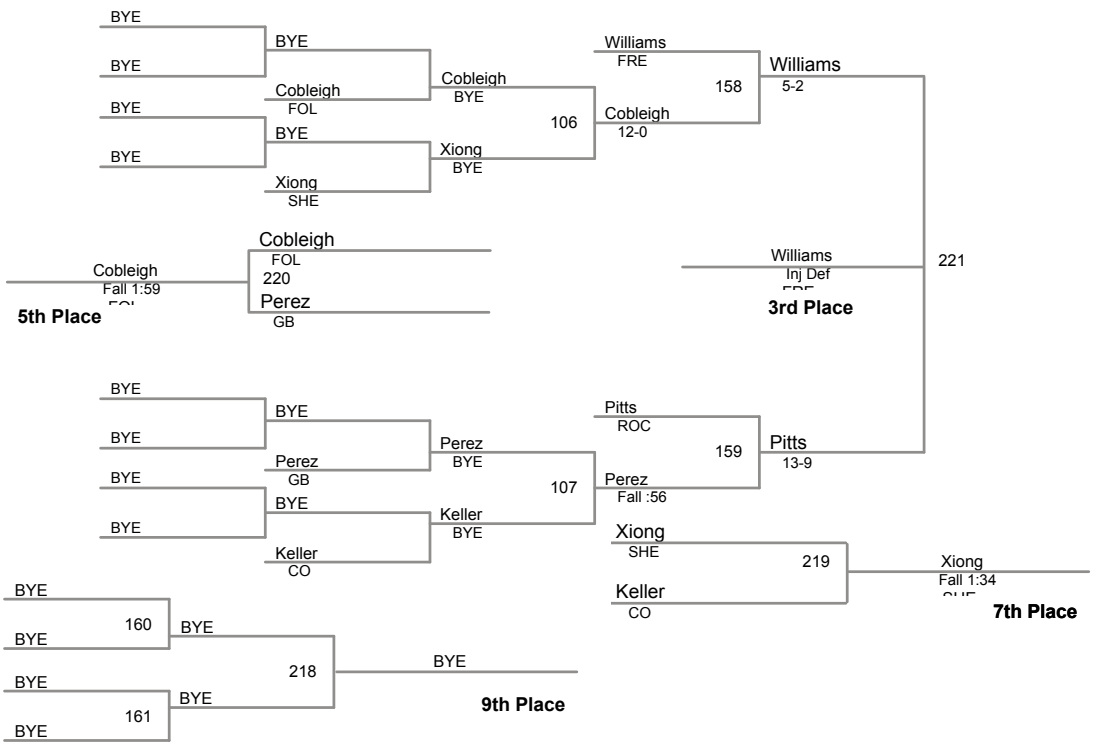 BYE
BYE
BYE
Cobleigh
FOL
BYE
BYE
BYE
Xiong
SHE
Cobleigh
BYE
Xiong
BYE
106
Williams
FRE
Cobleigh
12-0
158
Williams
5-2
221
Williams
Inj Def
3rd Place
Cobleigh
FOL
220
Perez
GB
Cobleigh
Fall 1:59
5th Place
BYE
BYE
BYE
Perez
GB
BYE
BYE
BYE
Keller
CO
Perez
BYE
Keller
BYE
107
Pitts
ROC
Perez
Fall :56
159
Pitts
13-9
Xiong
SHE
Keller
CO
219
Xiong
Fall 1:34
7th Place
BYE
BYE
160
BYE
BYE
BYE
161
BYE
218
BYE
9th Place